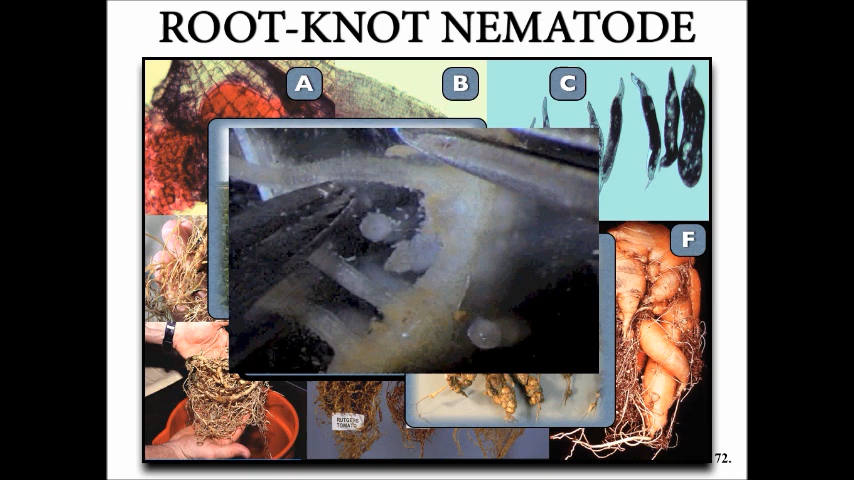 ROOT-KNOT NEMATODE
A
B
C
F
RUTGERS
TOMATO
72.